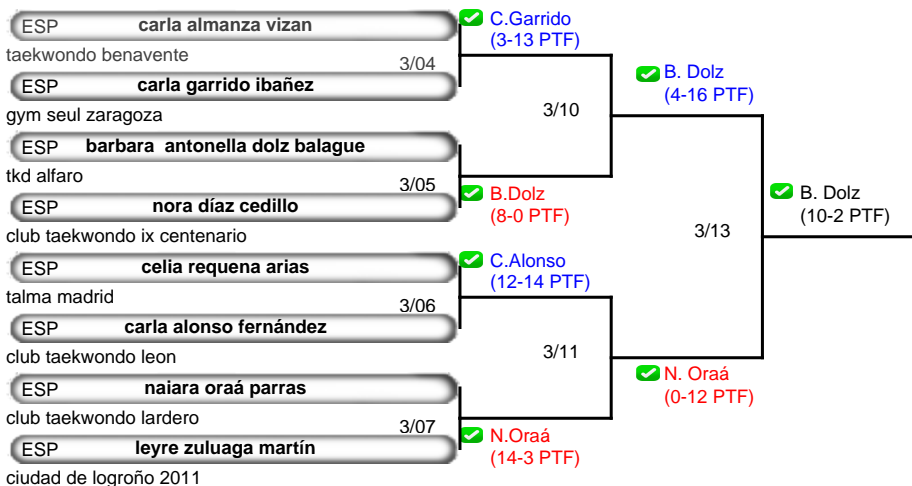 ESP carla almanza vizan
taekwondo benavente
3/04
ESP carla garrido ibañez
gym seul zaragoza
ESP barbara antonella dolz balague
tkd alfaro
3/05
ESP nora díaz cedillo
club taekwondo ix centenario
ESP celia requena arias
talma madrid
3/06
ESP carla alonso fernández
club taekwondo leon
ESP naiara oraá parras
club taekwondo lardero
3/07
ESP leyre zuluaga martín
ciudad de logroño 2011
C.Garrido
(3-13 PTF)
3/10
B.Dolz
(8-0 PTF)
C.Alonso
(12-14 PTF)
3/11
N.Oraá
(14-3 PTF)
B. Dolz
(4-16 PTF)
3/13
N. Oraá
(0-12 PTF)
B. Dolz
(10-2 PTF)